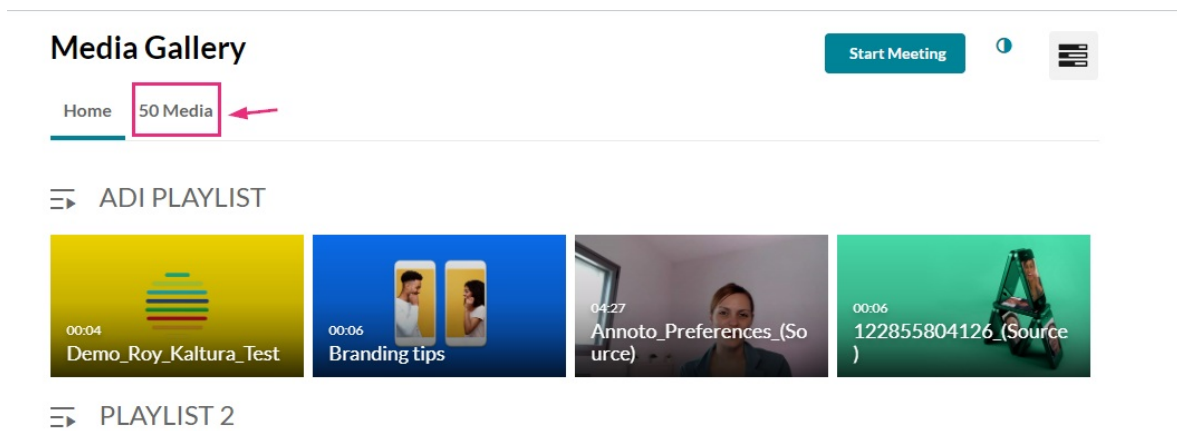 Media Gallery
Start Meeting
Home 50 Media
ADI PLAYLIST
00:04
Demo_Roy_Kaltura_Test
00:06
Branding tips
04:27
Annoto_Preferences_(So
urce)
00:06
122855804126_(Source
)
PLAYLIST 2